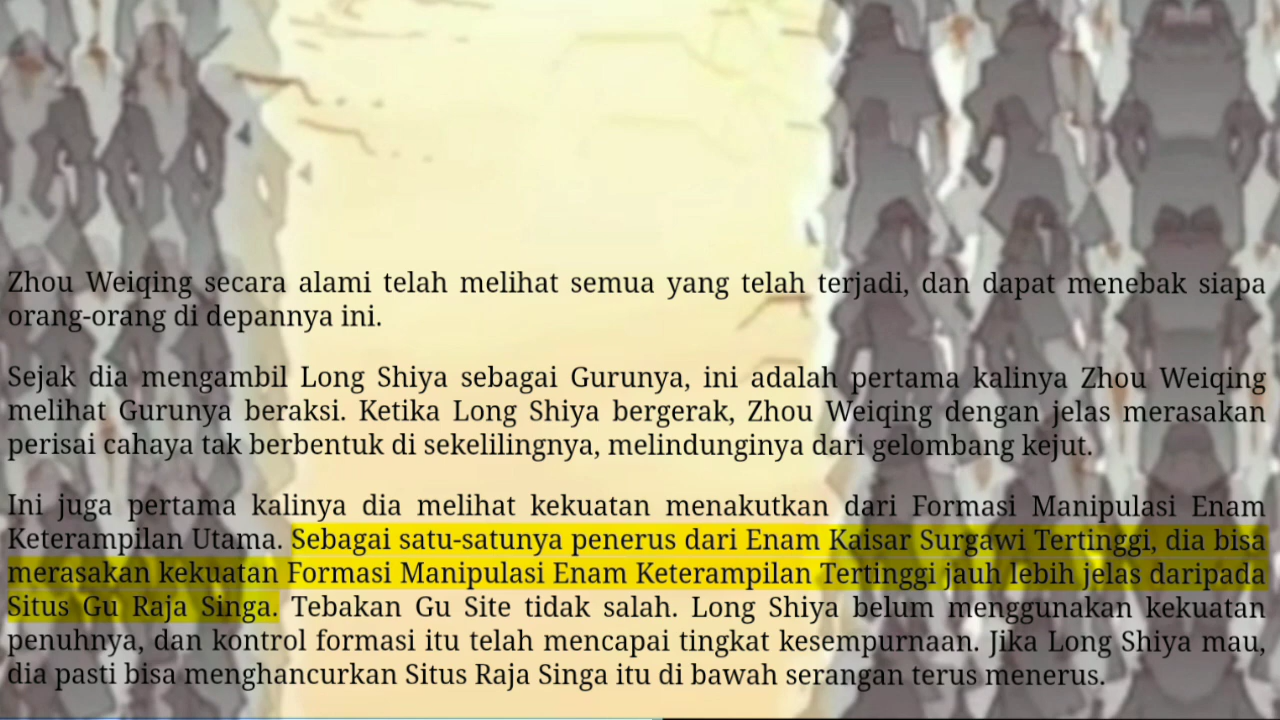 Zhou Weiqing secara alami telah melihat semua yang telah terjadi, dan dapat menebak siapa
orang-orang di depannya ini.
Sejak dia mengambil Long Shiya sebagai Gurunya, ini adalah pertama kalinya Zhou Weiqing
melihat Gurunya beraksi. Ketika Long Shiya bergerak, Zhou Weiqing dengan jelas merasakan
perisai cahaya tak berbentuk di sekelilingnya, melindunginya dari gelombang kejut.
Ini juga pertama kalinya dia melihat kekuatan menakutkan dari Formasi Manipulasi Enam
Keterampilan Utama. Sebagai satu-satunya penerus dari Enam Kaisar Surgawi Tertinggi, dia bisa
merasakan kekuatan Formasi Manipulasi Enam Keterampilan Tertinggi jauh lebih jelas daripada
Situs Gu Raja Singa. Tebakan Gu Site tidak salah. Long Shiya belum menggunakan kekuatan
penuhnya, dan kontrol formasi itu telah mencapai tingkat kesempurnaan. Jika Long Shiya mau,
dia pasti bisa menghancurkan Situs Raja Singa itu di bawah serangan terus menerus.